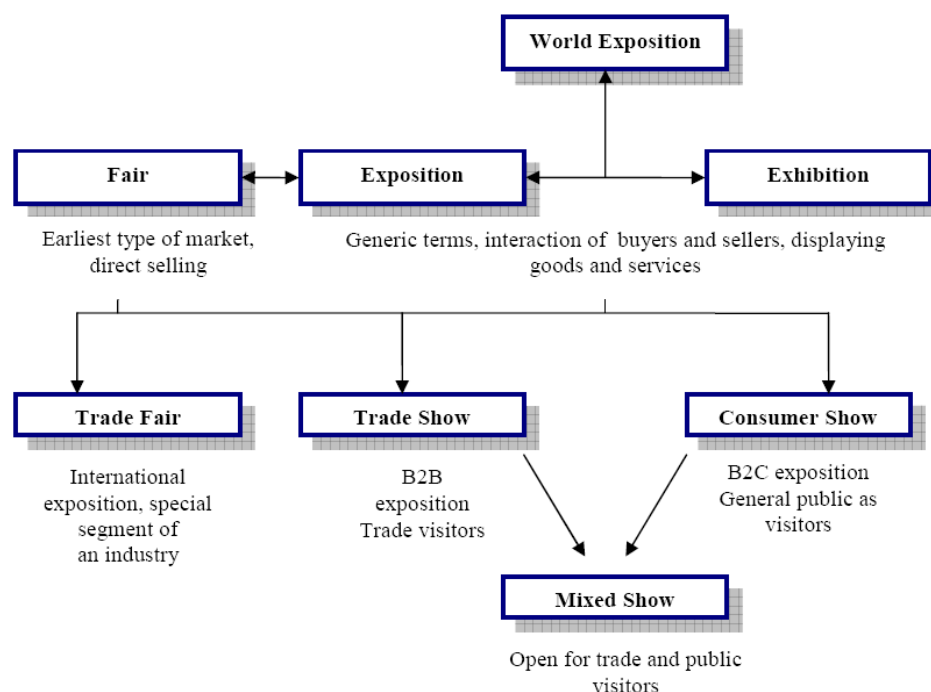 World Exposition
Fair
Exposition
Exhibition
Earliest type of market,
direct selling
Generic terms, interaction of buyers and sellers, displaying
goods and services
Trade Fair
Trade Show
Consumer Show
International
exposition, special
segment of
an industry
B2B
exposition
Trade visitors
B2C exposition
General public as
visitors
Mixed Show
Open for trade and public
visitors